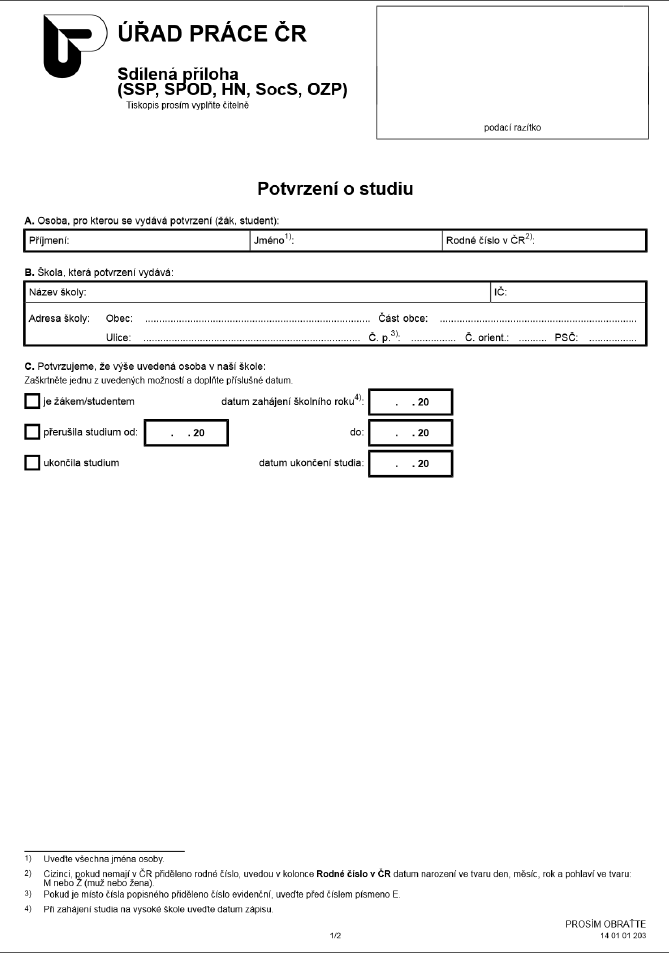 ÚŘAD PRÁCE ČR
Sdílená příloha
(SSP, SPOD, HN, SocS, OZP)
Tiskopis prosím vyplňte čitelně
podací razítko
Potvrzení o studiu
A. Osoba, pro kterou se vydává potvrzení (žák, student):
Příjmení: Jméno1): Rodné číslo v ČR2):
B. Škola, která potvrzení vydává:
Název školy: IČ:
Adresa školy: Obec: ........ Část obce: ........
Ulice: ........ Č. p.3): ........ Č. orient.: ........ PSČ: ........
C. Potvrzujeme, že výše uvedená osoba v naší škole:
Zaškrtněte jednu z uvedených možností a doplňte příslušné datum.
je žákem/studentem datum zahájení školního roku4): . . 20
přerušila studium od: . . 20 do: . . 20
ukončila studium datum ukončení studia: . . 20
1) Uveďte všechna jména osoby.
2) Cizinci, pokud nemají v ČR přiděleno rodné číslo, uvedou v kolonce Rodné číslo v ČR datum narození ve tvaru den, měsíc, rok a pohlaví ve tvaru:
M nebo Ž (muž nebo žena).
3) Pokud je místo čísla popisného přiděleno číslo evidenční, uveďte před číslem písmeno E.
4) Při zahájení studia na vysoké škole uveďte datum zápisu.
PROSÍM OBRAŤTE
1/2 14 01 01 203